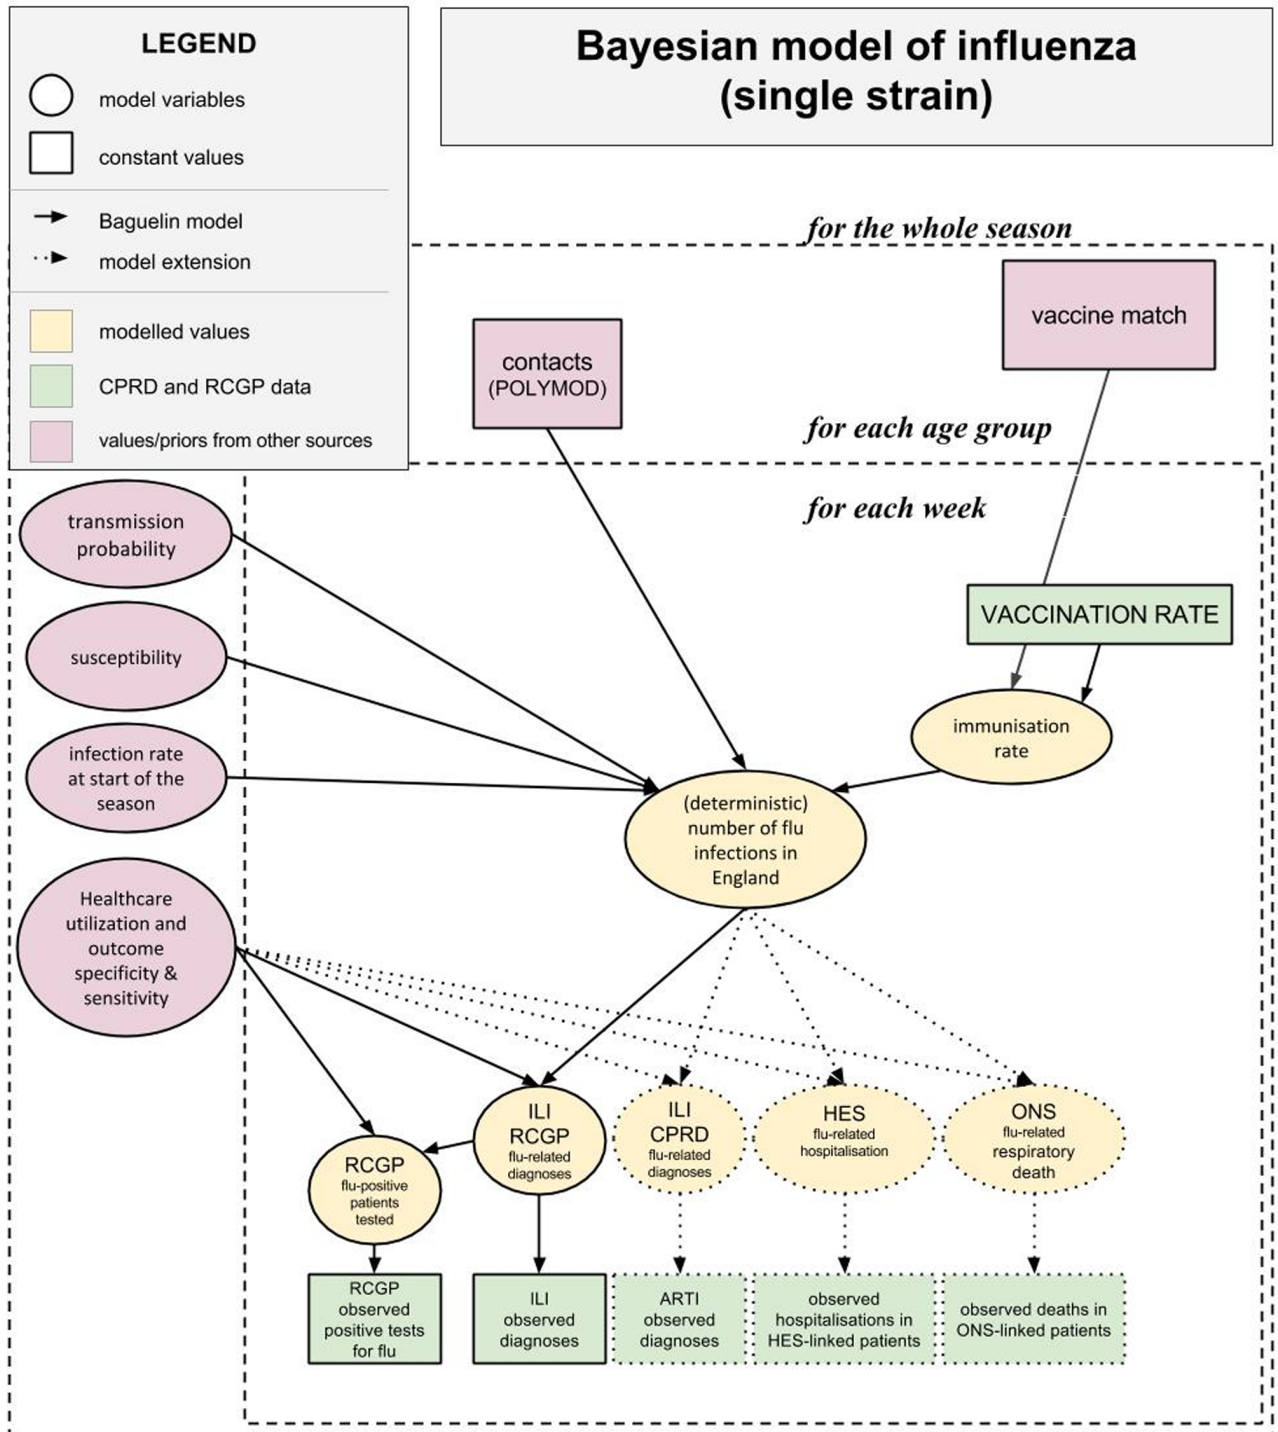 LEGEND
model variables
constant values
Baguelin model
model extension
modelled values
CPRD and RCGP data
values/priors from other sources
Bayesian model of influenza
(single strain)
for the whole season
vaccine match
contacts
(POLYMOD)
for each age group
for each week
transmission
probability
VACCINATION RATE
susceptibility
immunisation
rate
infection rate
at start of the
season
(deterministic)
number of flu
infections in
England
Healthcare
utilization and
outcome
specificity &
sensitivity
RCGP
flu-positive
patients
tested
ILI
RCGP
flu-related
diagnoses
ILI
CPRD
flu-related
diagnoses
HES
flu-related
hospitalisation
ONS
flu-related
respiratory
death
RCGP
observed
positive tests
for flu
ILI
observed
diagnoses
ARTI
observed
diagnoses
observed
hospitalisations in
HES-linked patients
observed deaths in
ONS-linked patients